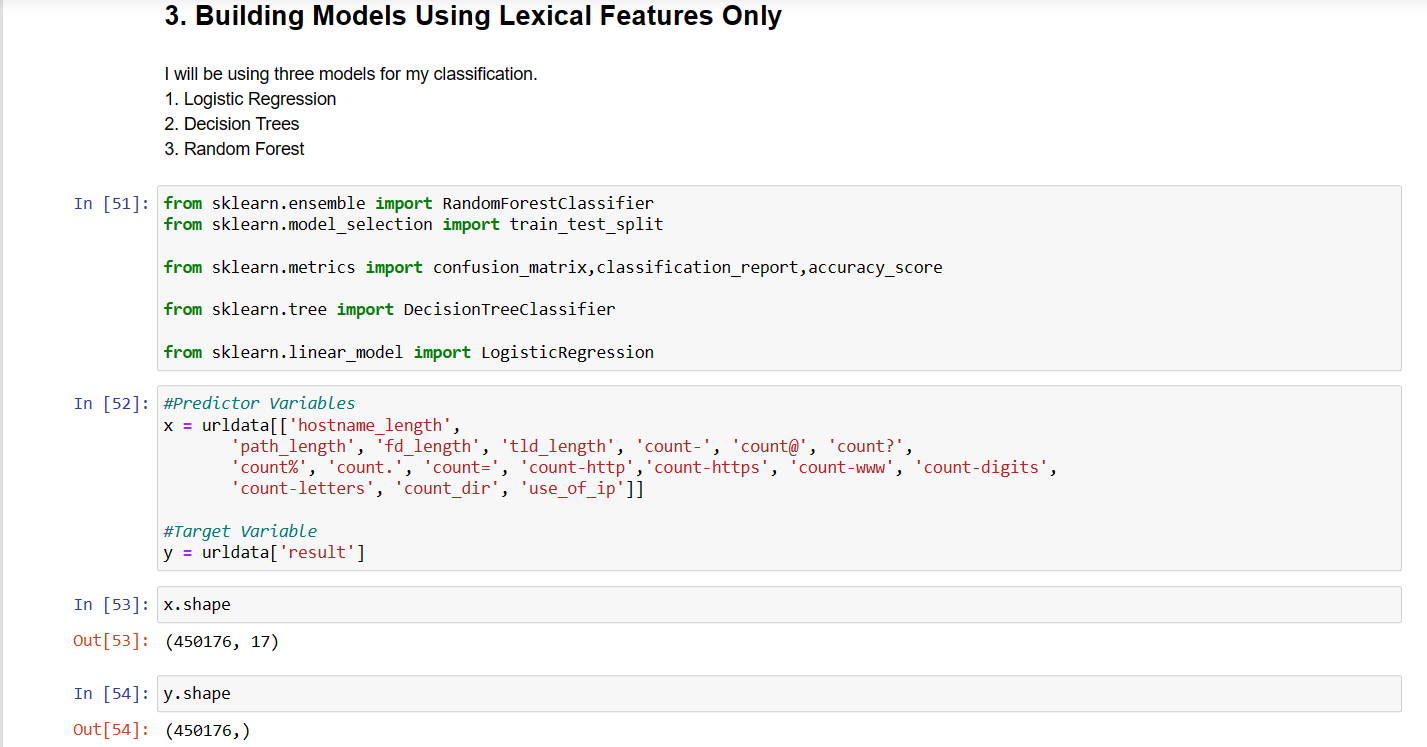 3. Building Models Using Lexical Features Only
I will be using three models for my classification.
1. Logistic Regression
2. Decision Trees
3. Random Forest
In [51]: from sklearn.ensemble import RandomForestClassifier
from sklearn.model_selection import train_test_split
from sklearn.metrics import confusion_matrix,classification_report,accuracy_score
from sklearn.tree import DecisionTreeClassifier
from sklearn.linear_model import LogisticRegression
In [52]: #Predictor Variables
x = urldata[['hostname_length',
'path_length', 'fd_length', 'tld_length', 'count-', 'count@', 'count?',
'count%', 'count.', 'count=', 'count-http','count-https', 'count-www', 'count-digits',
'count-letters', 'count_dir', 'use_of_ip']]
#Target Variable
y = urldata['result']
In [53]: x.shape
Out[53]: (450176, 17)
In [54]: y.shape
Out[54]: (450176,)